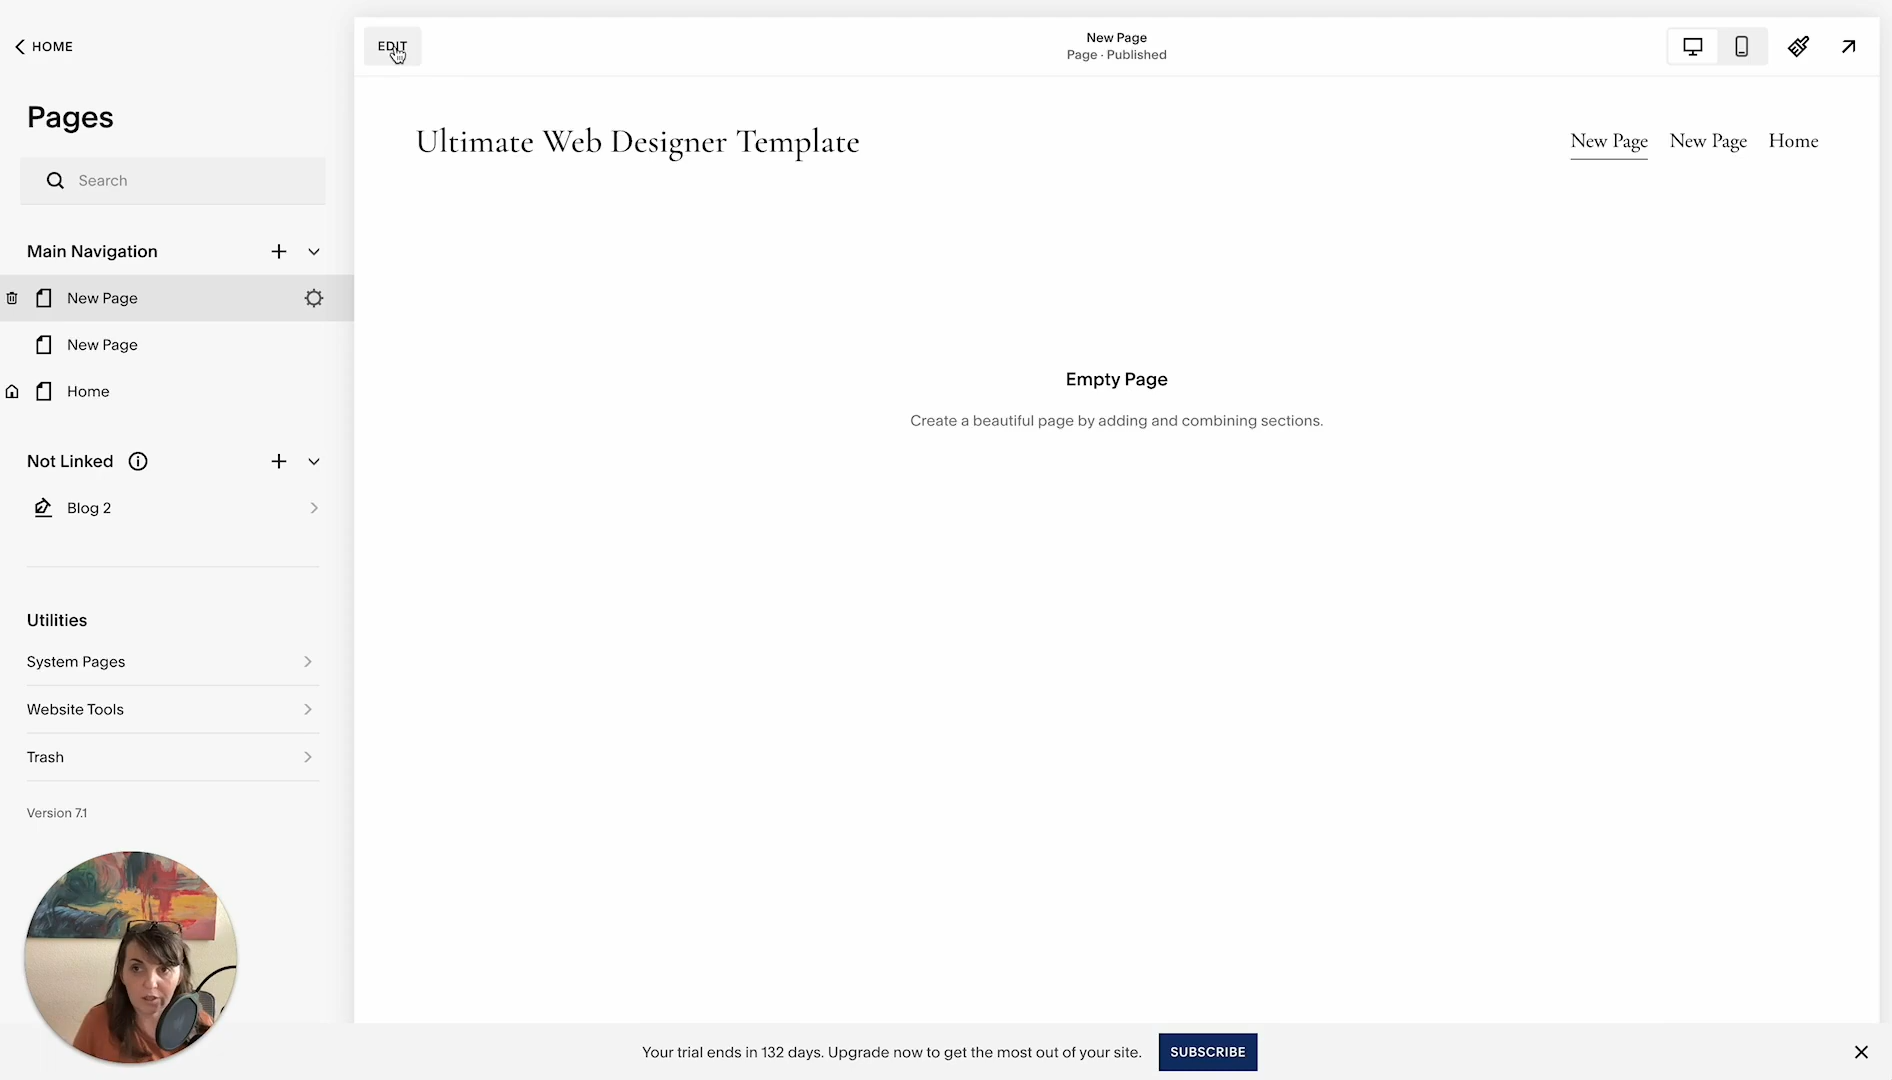 HOME
EDIT
New Page
Page · Published
Pages
Search
Main Navigation
New Page
New Page
Home
Not Linked
Blog 2
Utilities
System Pages
Website Tools
Trash
Version 7.1
Ultimate Web Designer Template
New Page New Page Home
Empty Page
Create a beautiful page by adding and combining sections.
Your trial ends in 132 days. Upgrade now to get the most out of your site.
SUBSCRIBE